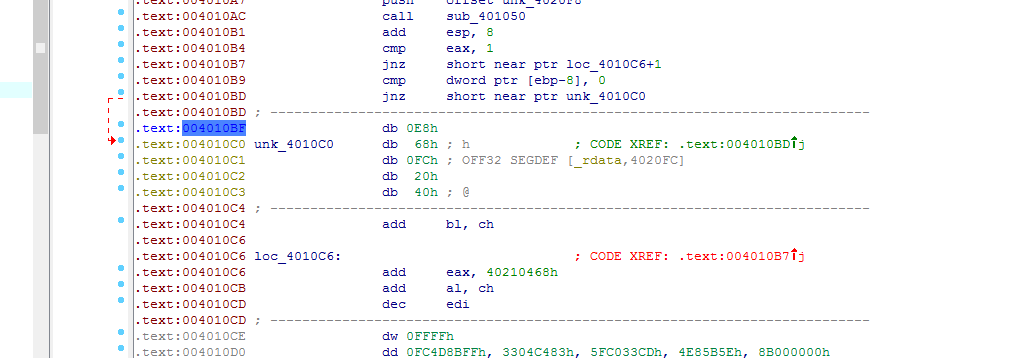 .text:004010A7 push offset unk_4020F8
.text:004010AC call sub_401050
.text:004010B1 add esp, 8
.text:004010B4 cmp eax, 1
.text:004010B7 jnz short near ptr loc_4010C6+1
.text:004010B9 cmp dword ptr [ebp-8], 0
.text:004010BD jnz short near ptr unk_4010C0
.text:004010BD ; ---------------------------------------------------------------------------
.text:004010BF db 0E8h
.text:004010C0 unk_4010C0 db 68h ; h ; CODE XREF: .text:004010BD↑j
.text:004010C1 db 0FCh ; OFF32 SEGDEF [_rdata,4020FC]
.text:004010C2 db 20h
.text:004010C3 db 40h ; @
.text:004010C4 ; ---------------------------------------------------------------------------
.text:004010C4 add bl, ch
.text:004010C6
.text:004010C6 loc_4010C6: ; CODE XREF: .text:004010B7↑j
.text:004010C6 add eax, 40210468h
.text:004010CB add al, ch
.text:004010CD dec edi
.text:004010CD ; ---------------------------------------------------------------------------
.text:004010CE dw 0FFFFh
.text:004010D0 dd 0FC4D8BFFh, 3304C483h, 5FC033CDh, 4E85B5Eh, 8B000000h